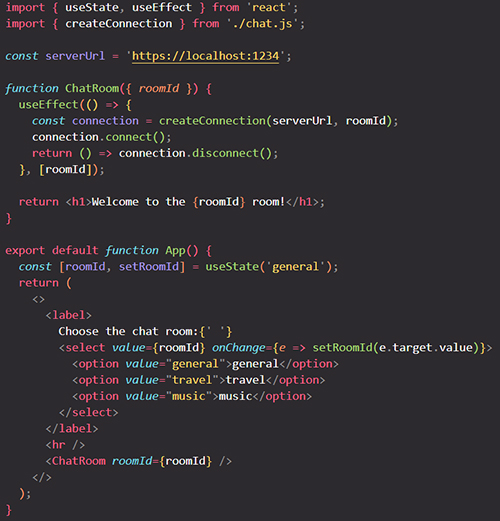 import { useState, useEffect } from 'react';
import { createConnection } from './chat.js';

const serverUrl = 'https://localhost:1234';

function ChatRoom({ roomId }) {
  useEffect(() => {
    const connection = createConnection(serverUrl, roomId);
    connection.connect();
    return () => connection.disconnect();
  }, [roomId]);

  return <h1>Welcome to the {roomId} room!</h1>;
}

export default function App() {
  const [roomId, setRoomId] = useState('general');
  return (
    <>
      <label>
        Choose the chat room:{' '}
        <select value={roomId} onChange={e => setRoomId(e.target.value)}>
          <option value="general">general</option>
          <option value="travel">travel</option>
          <option value="music">music</option>
        </select>
      </label>
      <hr />
      <ChatRoom roomId={roomId} />
    </>
  );
}